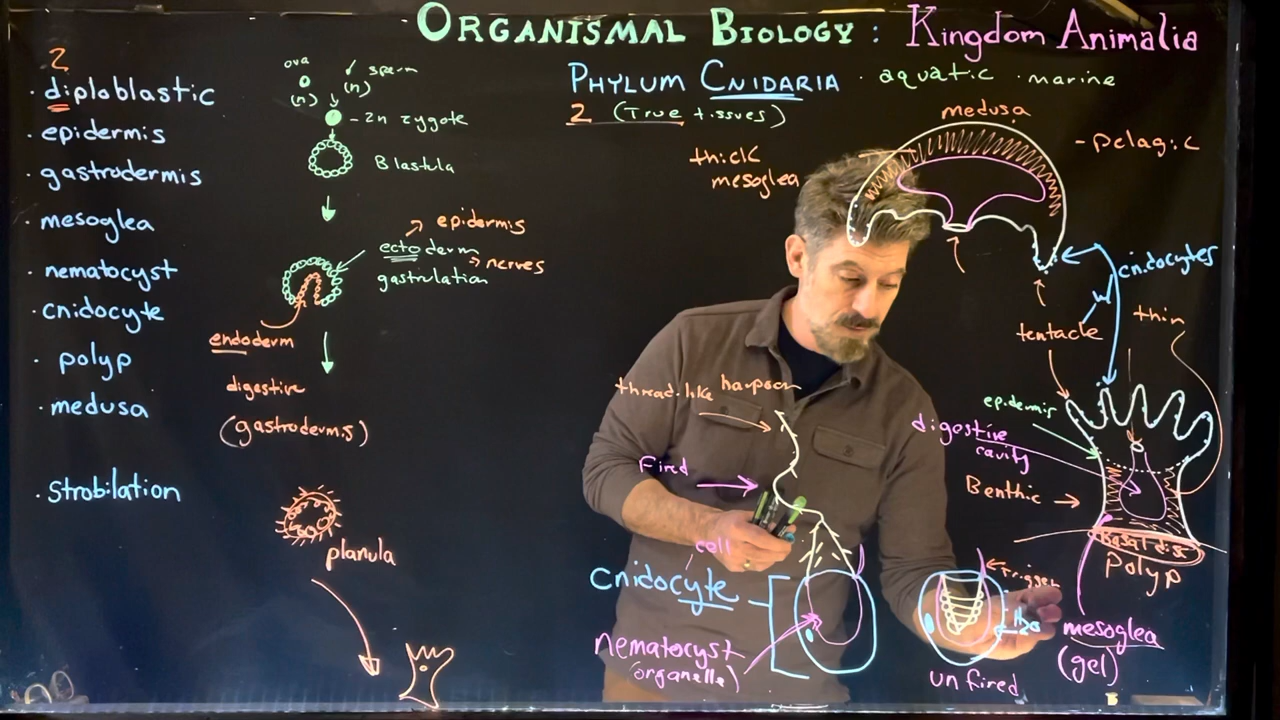 ORGANISMAL BIOLOGY: Kingdom Animalia
PHYLUM CNIDARIA · aquatic · marine
2 (True tissues)
2
· diploblastic
· epidermis
· gastrodermis
mesoglea
· nematocyst
· cnidocyte
· polyp
· medusa
· Strobilation
ova
sperm
(n)
(n)
- 2n zygote
Blastula
epidermis
ectoderm
nerves
gastrulation
endoderm
digestive
(gastrodermis)
planula
medusa
- pelagic
thick
mesoglea
cnidocytes
thin
tentacle
epidermis
digestive
cavity
Benthic
basal disc
Polyp
mesoglea
(gel)
thread-like harpoon
Fired
cell
cnidocyte
nematocyst
(organelle)
trigger
H₂O
unfired